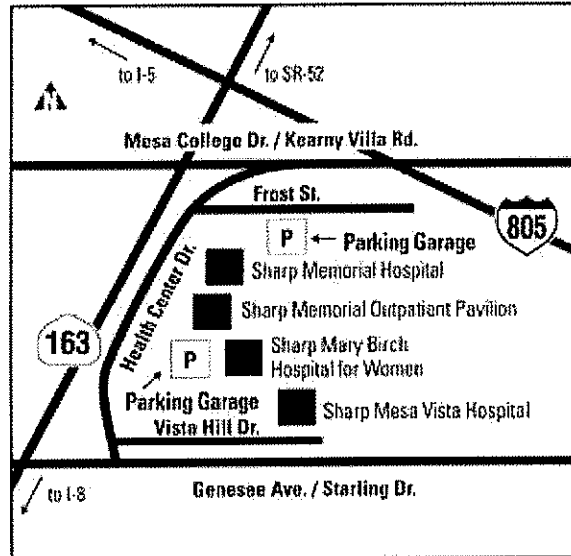 to I-5
to SR-52
N
Mesa College Dr. / Kearny Villa Rd.
Frost St.
805
P
Parking Garage
Sharp Memorial Hospital
Health Center Dr.
Sharp Memorial Outpatient Pavilion
163
P
Sharp Mary Birch
Hospital for Women
Parking Garage
Sharp Mesa Vista Hospital
Vista Hill Dr.
Genesee Ave. / Starling Dr.
to I-8